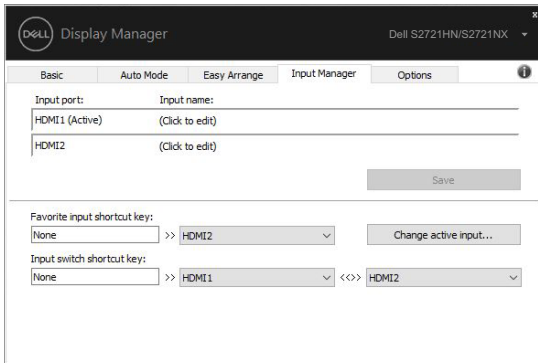 x
DELL Display Manager Dell S2721HN/S2721NX
Basic Auto Mode Easy Arrange Input Manager Options i
Input port: Input name:
HDMI1 (Active) (Click to edit)
HDMI2 (Click to edit)
Save
Favorite input shortcut key:
None >> HDMI2 Change active input...
Input switch shortcut key:
None >> HDMI1 <<>> HDMI2